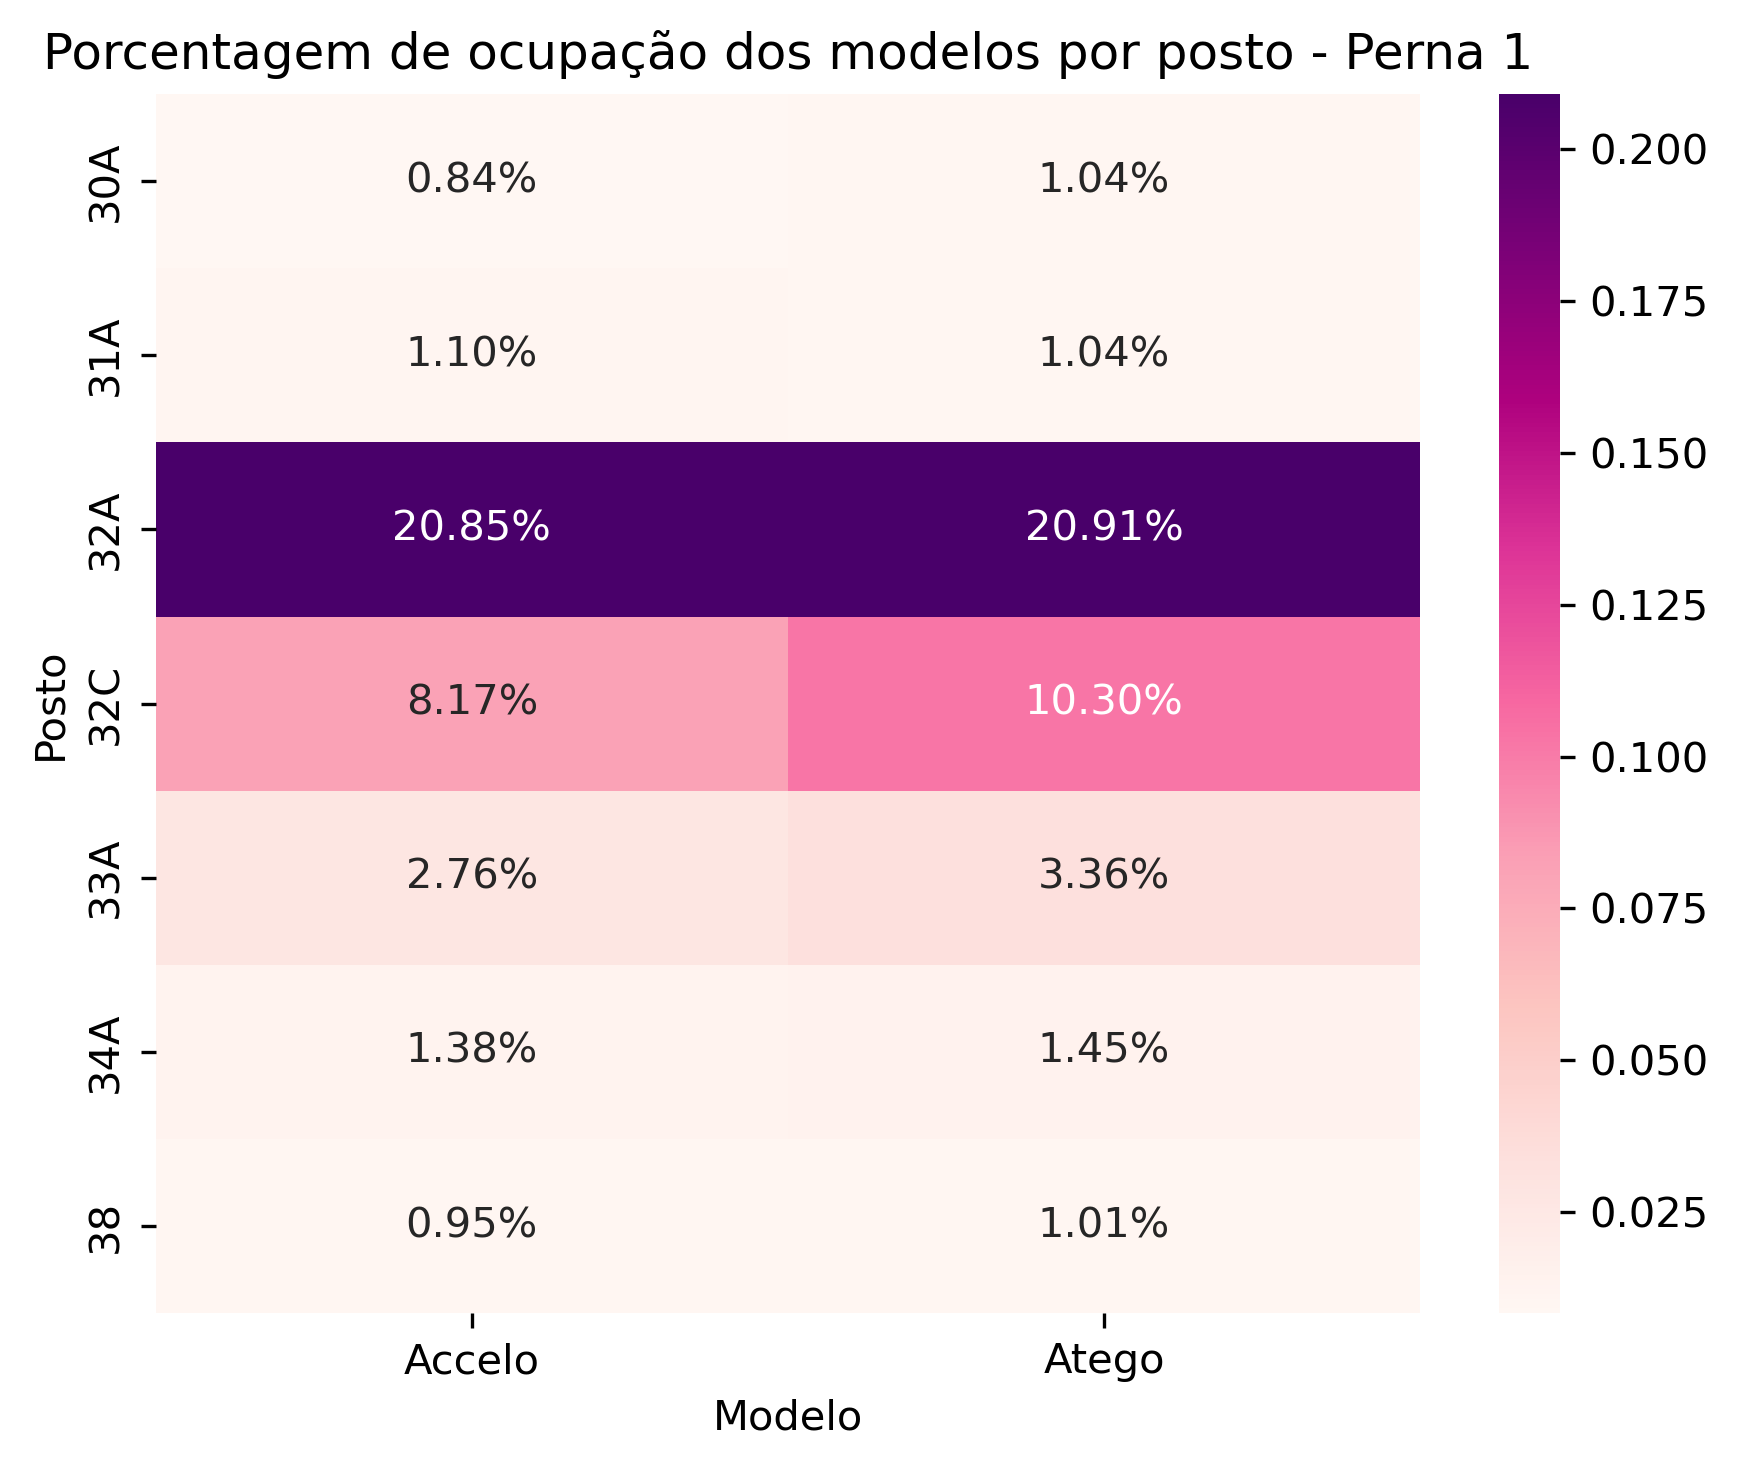 Porcentagem de ocupação dos modelos por posto - Perna 1
30A 0.84% 1.04%
31A 1.10% 1.04%
32A 20.85% 20.91%
32C 8.17% 10.30%
33A 2.76% 3.36%
34A 1.38% 1.45%
38 0.95% 1.01%
Posto
Accelo Atego
Modelo
0.200
0.175
0.150
0.125
0.100
0.075
0.050
0.025